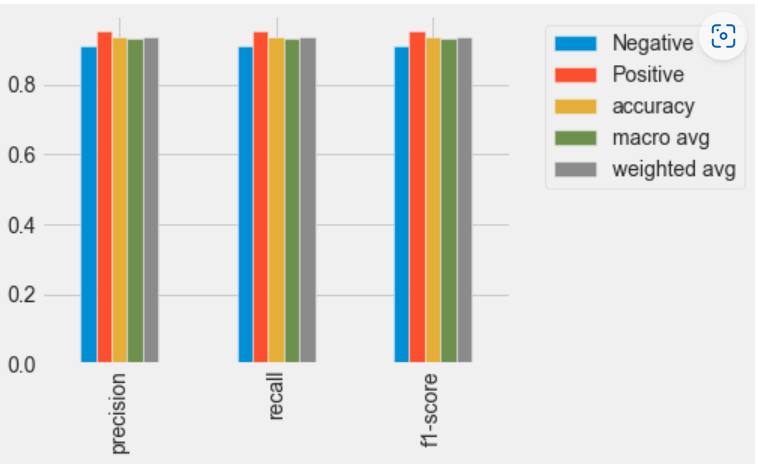 0.8
0.6
0.4
0.2
0.0
precision
recall
f1-score
Negative
Positive
accuracy
macro avg
weighted avg